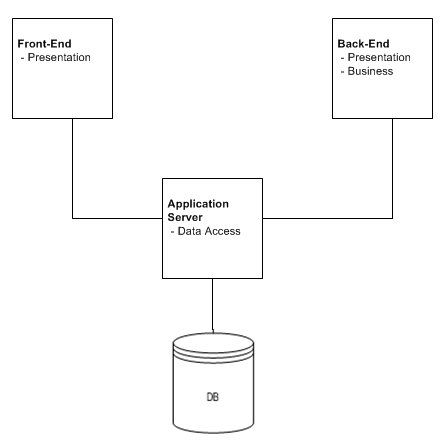 Front-End
- Presentation
Back-End
- Presentation
- Business
Application
Server
- Data Access
DB